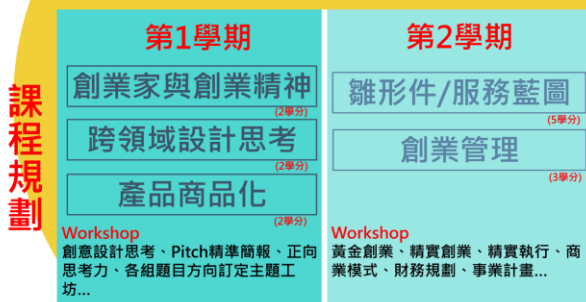 課程規劃
第1學期
創業家與創業精神
(2學分)
跨領域設計思考
(2學分)
產品商品化
(2學分)
Workshop
創意設計思考、Pitch精準簡報、正向
思考力、各組題目方向訂定主題工
坊...
第2學期
雛形件/服務藍圖
(5學分)
創業管理
(3學分)
Workshop
黃金創業、精實創業、精實執行、商
業模式、財務規劃、事業計畫...